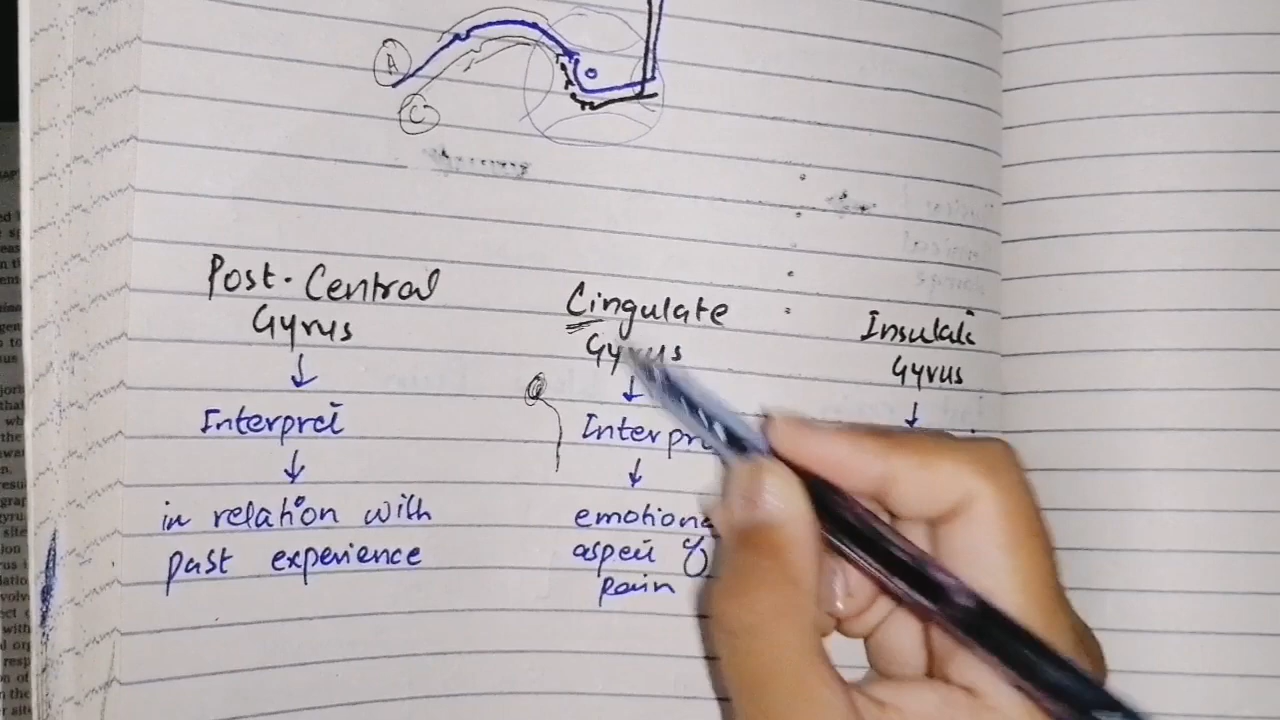 A
C
Post-Central
Gyrus
Interpret
in relation with
past experience
Cingulate
Gyrus
Interpre
emotiona
aspect of
pain
Insulate
Gyrus